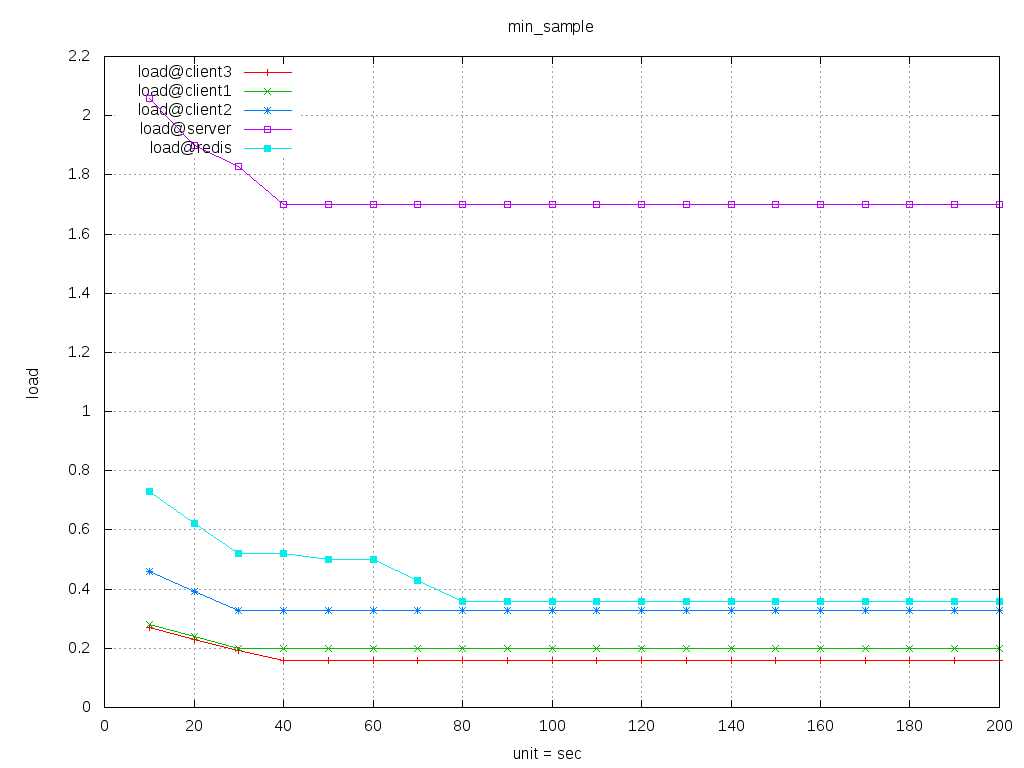 min_sample
load@client3
load@client1
load@client2
load@server
load@redis
2.2
2
1.8
1.6
1.4
1.2
1
0.8
0.6
0.4
0.2
0
load
0 20 40 60 80 100 120 140 160 180 200
unit = sec